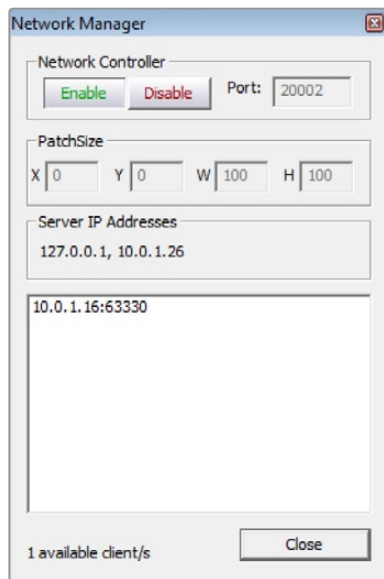 Network Manager
Network Controller
Enable Disable Port: 20002
PatchSize
X 0 Y 0 W 100 H 100
Server IP Addresses
127.0.0.1, 10.0.1.26
10.0.1.16:63330
1 available client/s Close